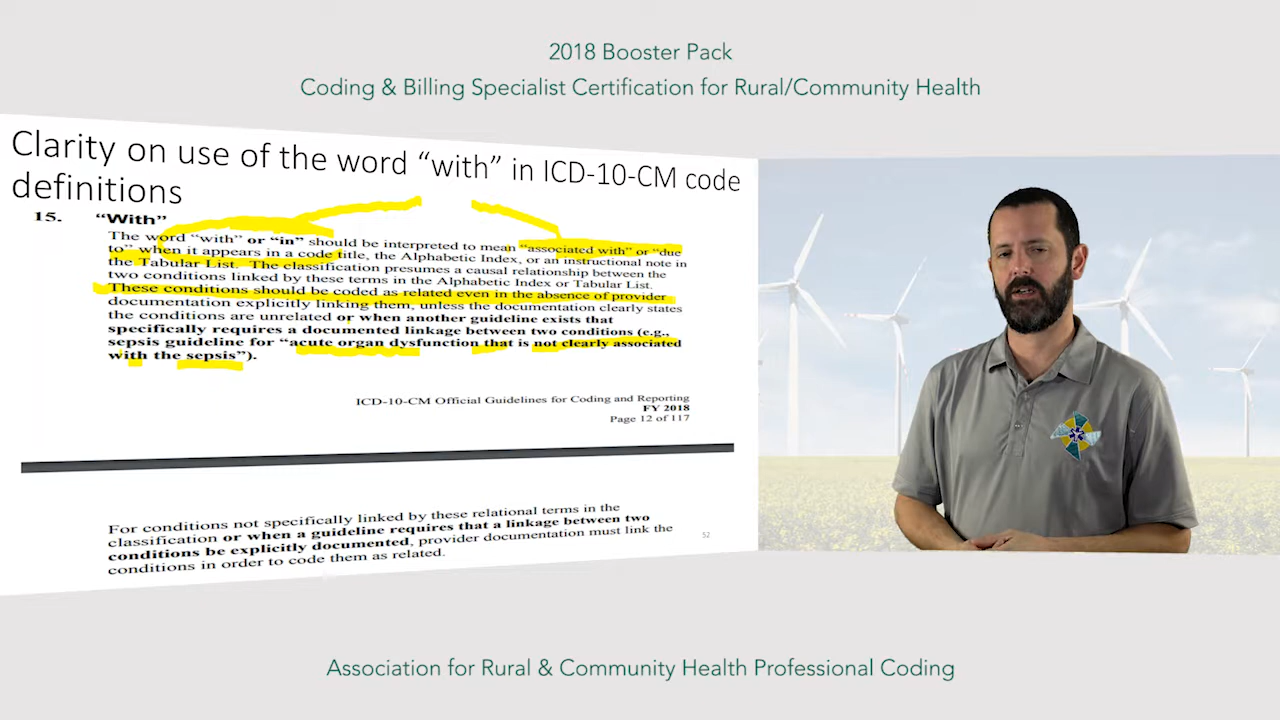 2018 Booster Pack
Coding & Billing Specialist Certification for Rural/Community Health
Clarity on use of the word “with” in ICD-10-CM code
definitions
15. “With”
The word “with” or “in” should be interpreted to mean “associated with” or “due
to” when it appears in a code title, the Alphabetic Index, or an instructional note in
the Tabular List. The classification presumes a causal relationship between the
two conditions linked by these terms in the Alphabetic Index or Tabular List.
These conditions should be coded as related even in the absence of provider
documentation explicitly linking them, unless the documentation clearly states
the conditions are unrelated or when another guideline exists that
specifically requires a documented linkage between two conditions (e.g.,
sepsis guideline for “acute organ dysfunction that is not clearly associated
with the sepsis”).
ICD-10-CM Official Guidelines for Coding and Reporting
FY 2018
Page 12 of 117
For conditions not specifically linked by these relational terms in the
classification or when a guideline requires that a linkage between two
conditions be explicitly documented, provider documentation must link the
conditions in order to code them as related.
52
Association for Rural & Community Health Professional Coding